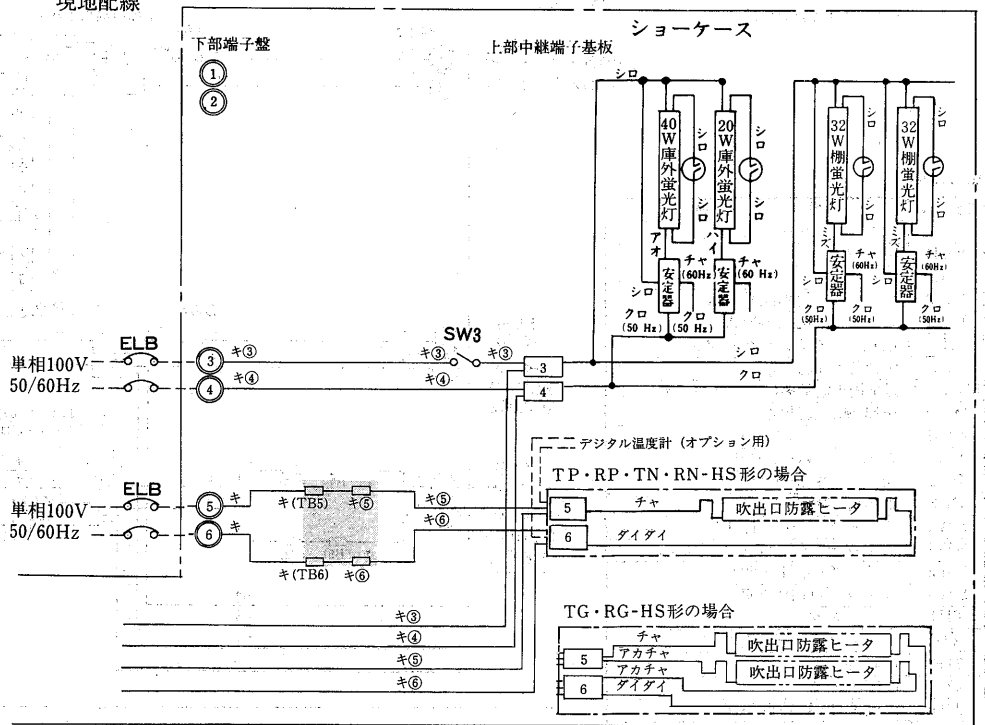 現地配線
ショーケース
下部端子盤
上部中継端子基板
①
②
シロ
40W庫外蛍光灯
シロ
シロ
20W庫外蛍光灯
シロ
シロ
32W棚蛍光灯
シロ
シロ
32W棚蛍光灯
シロ
シロ
アオ
ハイ
ミズ
ミズ
シロ
安定器
チャ
(60Hz)
安定器
チャ
(60 Hz)
シロ
安定器
チャ
(60Hz)
シロ
安定器
チャ
(60Hz)
クロ
(50 Hz)
クロ
(50 Hz)
クロ
(50Hz)
クロ
(50Hz)
単相100V
50/60Hz
ELB
③
キ③
SW3
キ③
キ③
3
シロ
④
キ④
キ④
4
クロ
デジタル温度計 (オプション用)
TP・RP・TN・RN-HS形の場合
単相100V
50/60Hz
ELB
⑤
キ
キ(TB5)
キ⑤
キ⑤
5
チャ
吹出口防露ヒータ
⑥
キ
キ(TB6)
キ⑥
キ⑥
6
ダイダイ
キ③
キ④
キ⑤
キ⑥
TG・RG-HS形の場合
チャ
吹出口防露ヒータ
5
アカチャ
アカチャ
吹出口防露ヒータ
6
ダイダイ